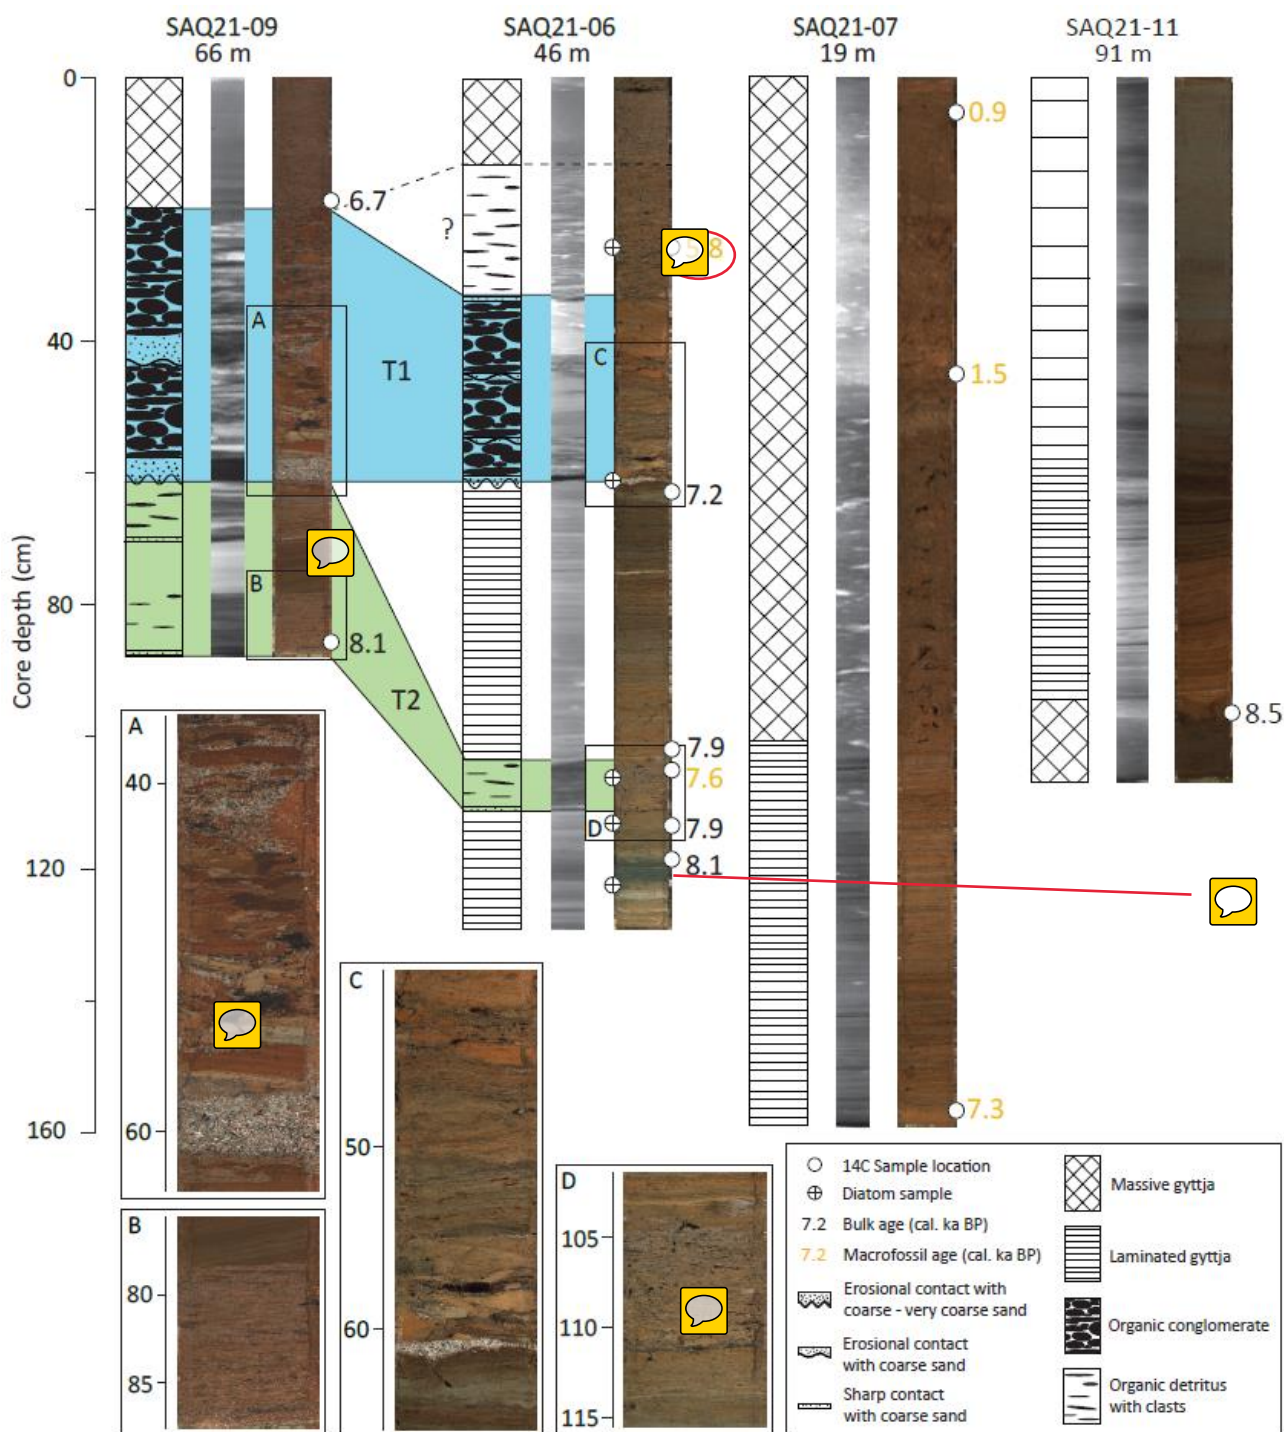 SAQ21-09
66 m
SAQ21-06
46 m
SAQ21-07
19 m
SAQ21-11
91 m
Core depth (cm)
0
40
80
120
160
6.7
A
B
8.1
T1
T2
?
8
C
7.2
7.9
7.6
D
7.9
8.1
0.9
1.5
7.3
8.5
A
40
60
B
80
85
C
50
60
D
105
110
115
14C Sample location
Diatom sample
7.2 Bulk age (cal. ka BP)
7.2 Macrofossil age (cal. ka BP)
Erosional contact with
coarse - very coarse sand
Erosional contact
with coarse sand
Sharp contact
with coarse sand
Massive gyttja
Laminated gyttja
Organic conglomerate
Organic detritus
with clasts